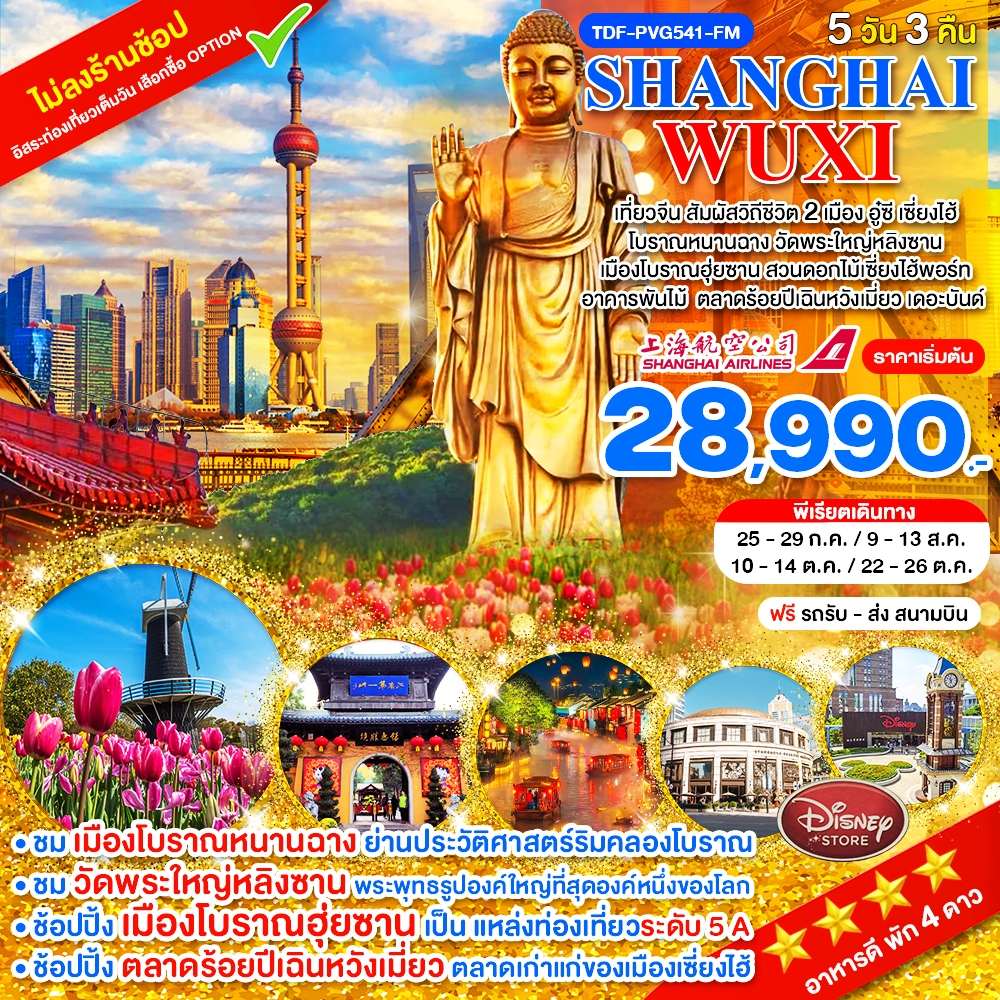 ไม่ลงร้านช้อป
อิสระท่องเที่ยวเต็มวัน เลือกซื้อ OPTION
TDF-PVG541-FM
5 วัน 3 คืน
SHANGHAI
WUXI
เที่ยวจีน สัมผัสวิถีชีวิต 2 เมือง อู๋ซี เซี่ยงไฮ้
โบราณหนานฉาง วัดพระใหญ่หลิงซาน
เมืองโบราณฮุ่ยซาน สวนดอกไม้เซี่ยงไฮ้พอร์ท
อาคารพันไม้ ตลาดร้อยปีเฉินหวังเมี่ยว เดอะบันด์
上海航空公司
SHANGHAI AIRLINES
ราคาเริ่มต้น
28,990.-
พีเรียตเดินทาง
25 - 29 ก.ค. / 9 - 13 ส.ค.
10 - 14 ต.ค. / 22 - 26 ต.ค.
ฟรี รถรับ - ส่ง สนามบิน
DISNEY
DISNEY
STORE
• ชม เมืองโบราณหนานฉาง ย่านประวัติศาสตร์ริมคลองโบราณ
• ชม วัดพระใหญ่หลิงซาน พระพุทธรูปองค์ใหญ่ที่สุดองค์หนึ่งของโลก
• ช้อปปิ้ง เมืองโบราณฮุ่ยซาน เป็น แหล่งท่องเที่ยวระดับ 5 A
• ช้อปปิ้ง ตลาดร้อยปีเฉินหวังเมี่ยว ตลาดเก่าแก่ของเมืองเซี่ยงไฮ้
อาหารดี พัก 4 ดาว